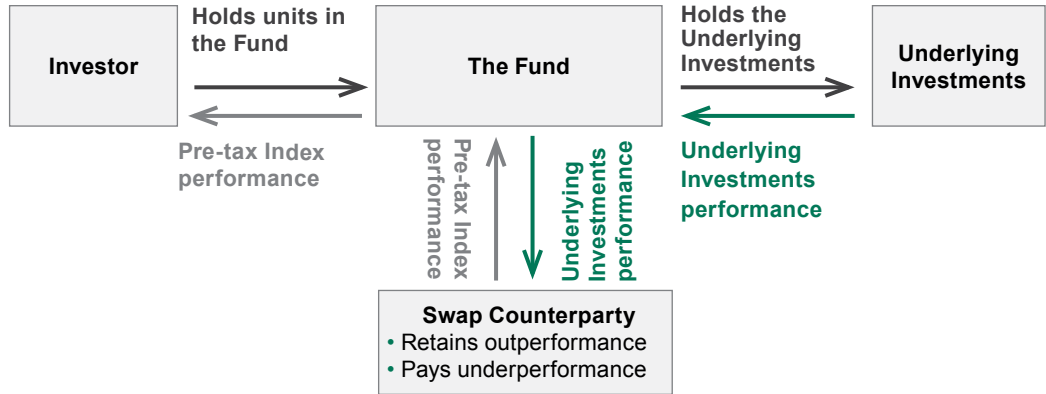 Investor
Holds units in
the Fund
The Fund
Holds the
Underlying
Investments
Underlying
Investments
Pre-tax Index
performance
Pre-tax Index
performance
Underlying
Investments
performance
Underlying
Investments
performance
Swap Counterparty
• Retains outperformance
• Pays underperformance